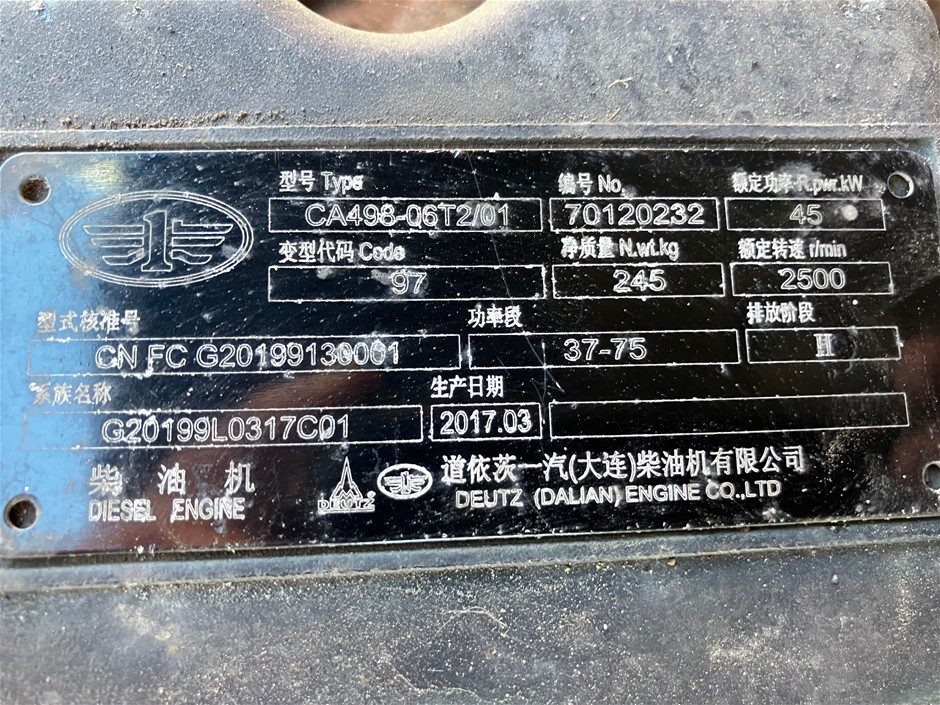 型号 Type 编号 No. 额定功率 R.pwr.kW
CA498-06T2/01 70120232 45
变型代码 Code 净质量 N.wt.kg 额定转速 r/min
97 245 2500
型式核准号 功率段 排放阶段
CN FC G20199130001 37-75 II
系族名称 生产日期
G20199L0317C01 2017.03
柴油机 DEUTZ 道依茨一汽(大连)柴油机有限公司
DIESEL ENGINE DEUTZ (DALIAN) ENGINE CO.,LTD